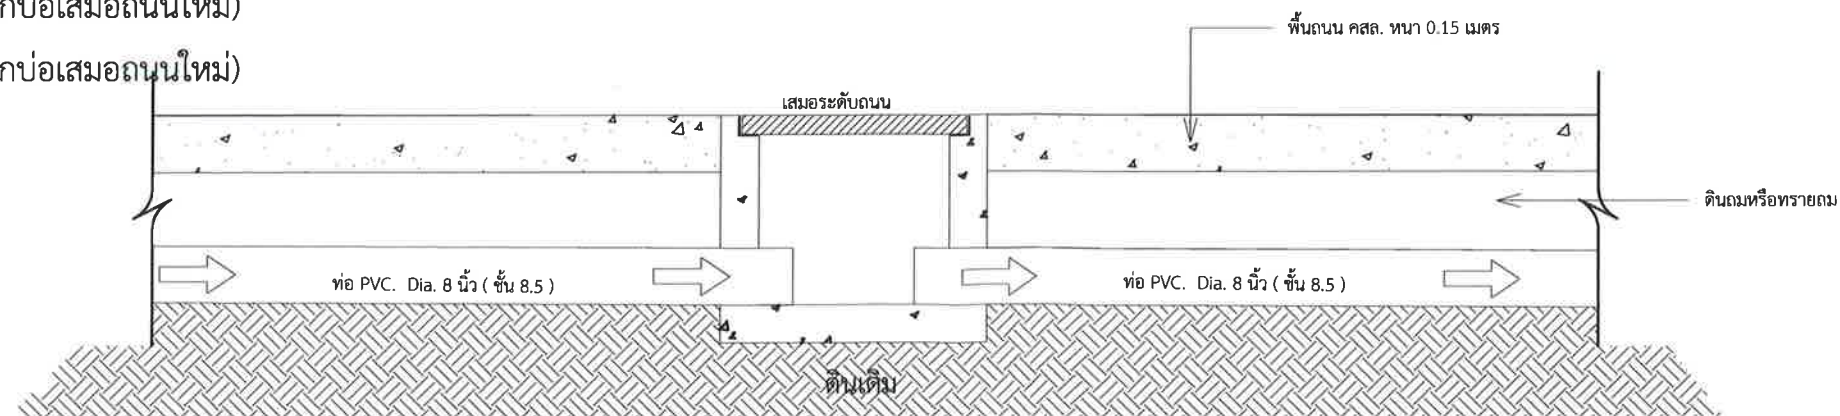 กบ่อเสมอถนนใหม่)
กบ่อเสมอถนนใหม่)
พื้นถนน คสล. หนา 0.15 เมตร
เสมอระดับถนน
ดินถมหรือทรายถม
ท่อ PVC. Dia. 8 นิ้ว ( ชั้น 8.5 )
ท่อ PVC. Dia. 8 นิ้ว ( ชั้น 8.5 )
ดินเดิม